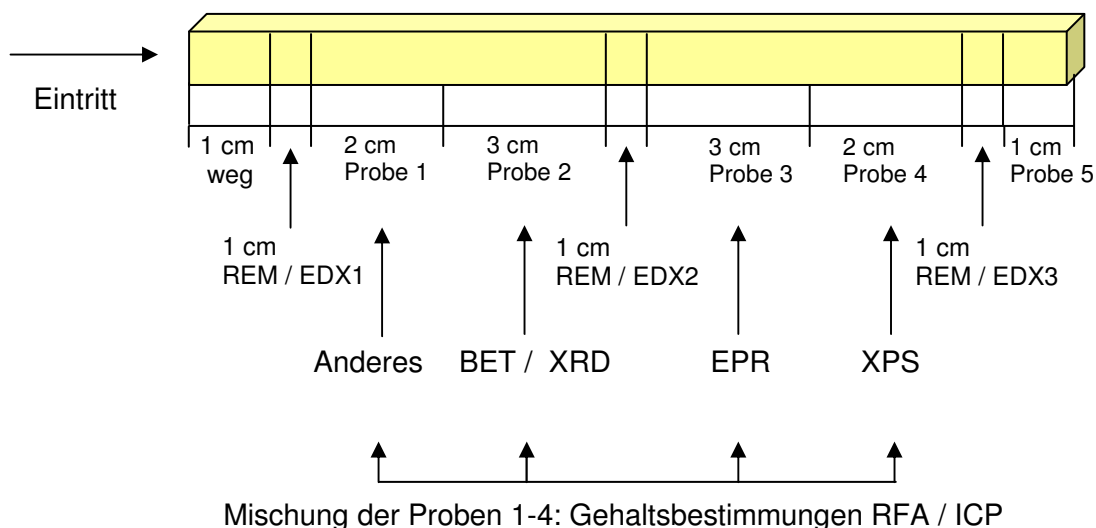 Eintritt
1 cm
weg
2 cm
Probe 1
3 cm
Probe 2
3 cm
Probe 3
2 cm
Probe 4
1 cm
Probe 5
1 cm
REM / EDX1
1 cm
REM / EDX2
1 cm
REM / EDX3
Anderes
BET / XRD
EPR
XPS
Mischung der Proben 1-4: Gehaltsbestimmungen RFA / ICP